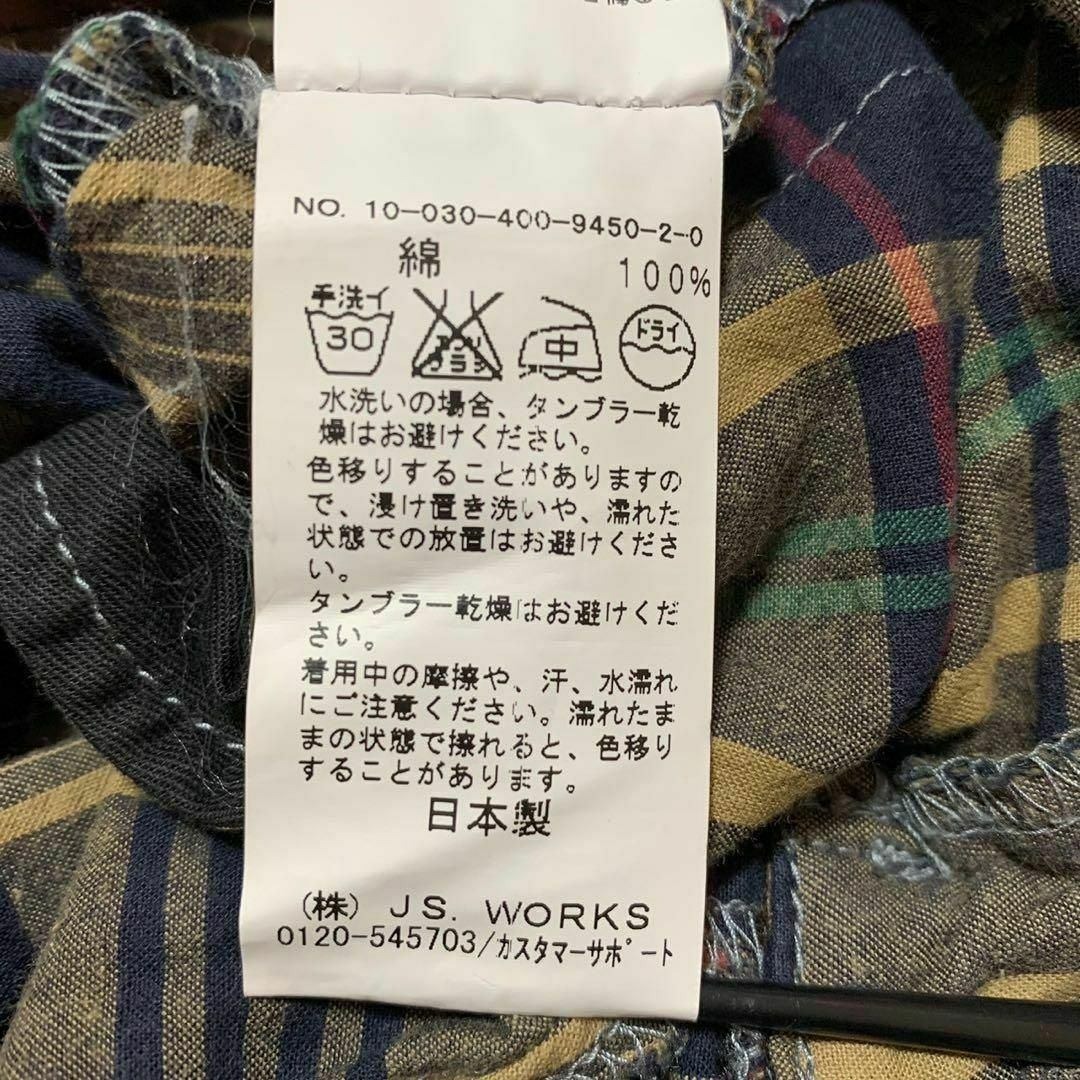 NO. 10-030-400-9450-2-0
綿 100%
手洗イ
30
エンソ
サラシ
中
ドライ
水洗いの場合、タンブラー乾
燥はお避けください。
色移りすることがありますの
で、浸け置き洗いや、濡れた
状態での放置はお避けくださ
い。
タンブラー乾燥はお避けくだ
さい。
着用中の摩擦や、汗、水濡れ
にご注意ください。濡れたま
まの状態で擦れると、色移り
することがあります。
日本製
(株) J.S. WORKS
0120-545703/カスタマーサポート